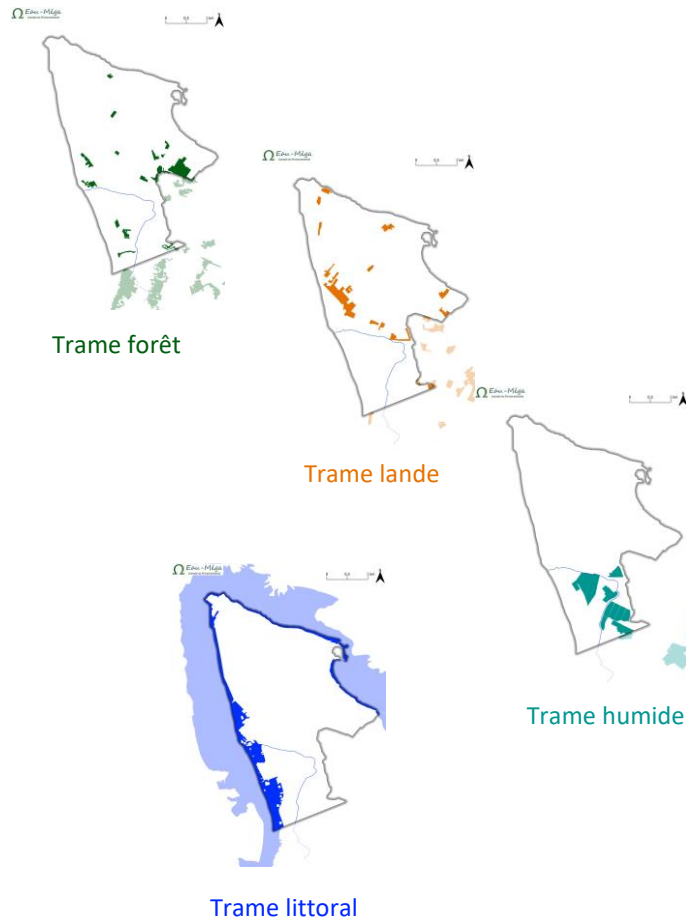 Ω Eau-Méga
Trame forêt
Ω Eau-Méga
Trame lande
Ω Eau-Méga
Trame humide
Ω Eau-Méga
Trame littoral